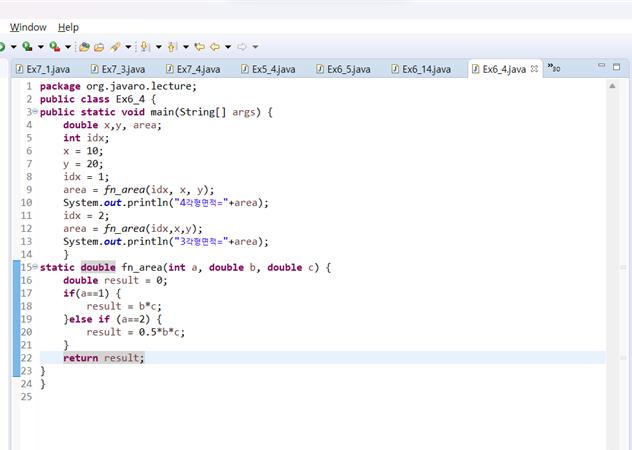 Window Help
Ex7_1.java Ex7_3.java Ex7_4.java Ex5_4.java Ex6_5.java Ex6_14.java Ex6_4.java »30
1 package org.javaro.lecture;
2 public class Ex6_4 {
3 public static void main(String[] args) {
4 double x,y, area;
5 int idx;
6 x = 10;
7 y = 20;
8 idx = 1;
9 area = fn_area(idx, x, y);
10 System.out.println("4각형면적="+area);
11 idx = 2;
12 area = fn_area(idx,x,y);
13 System.out.println("3각형면적="+area);
14 }
15 static double fn_area(int a, double b, double c) {
16 double result = 0;
17 if(a==1) {
18 result = b*c;
19 }else if (a==2) {
20 result = 0.5*b*c;
21 }
22 return result;
23 }
24 }
25